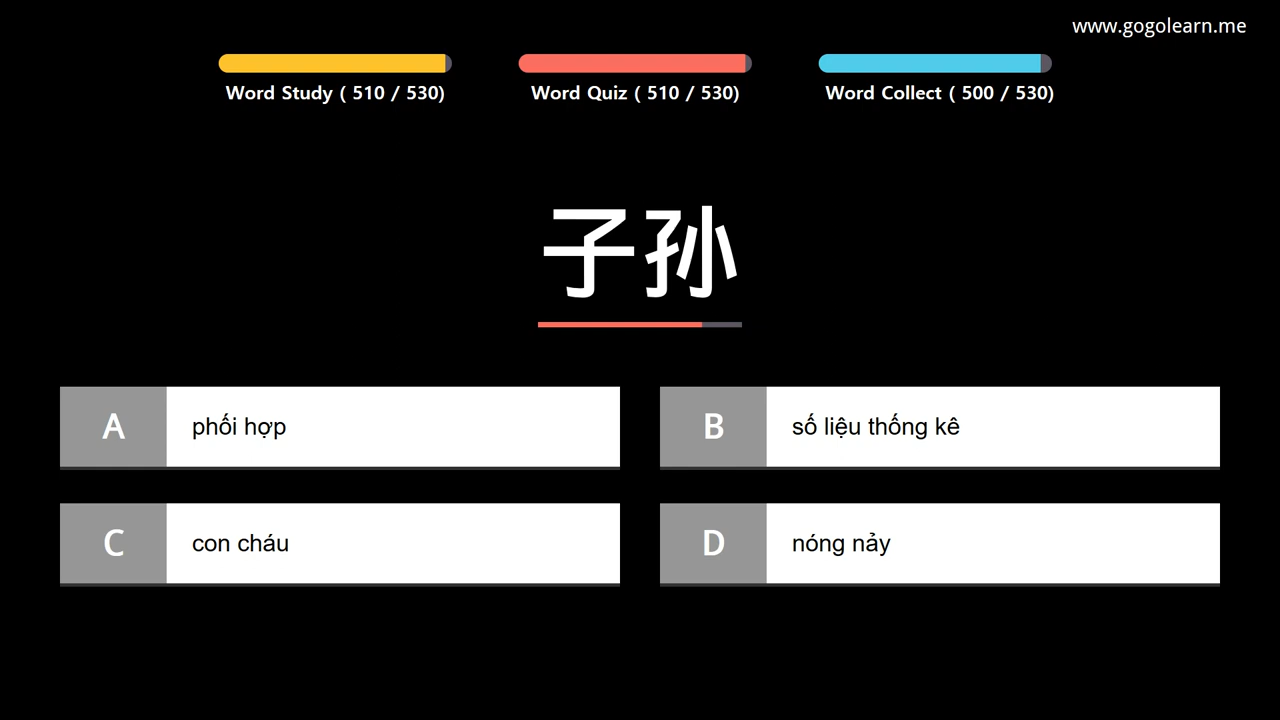 www.gogolearn.me
Word Study ( 510 / 530)
Word Quiz ( 510 / 530)
Word Collect ( 500 / 530)
子孙
A
phối hợp
B
số liệu thống kê
C
con cháu
D
nóng nảy